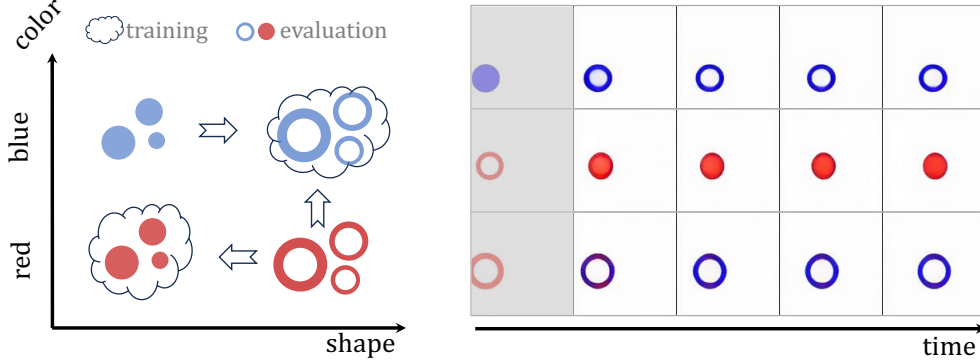 color
training
evaluation
blue
red
shape
time